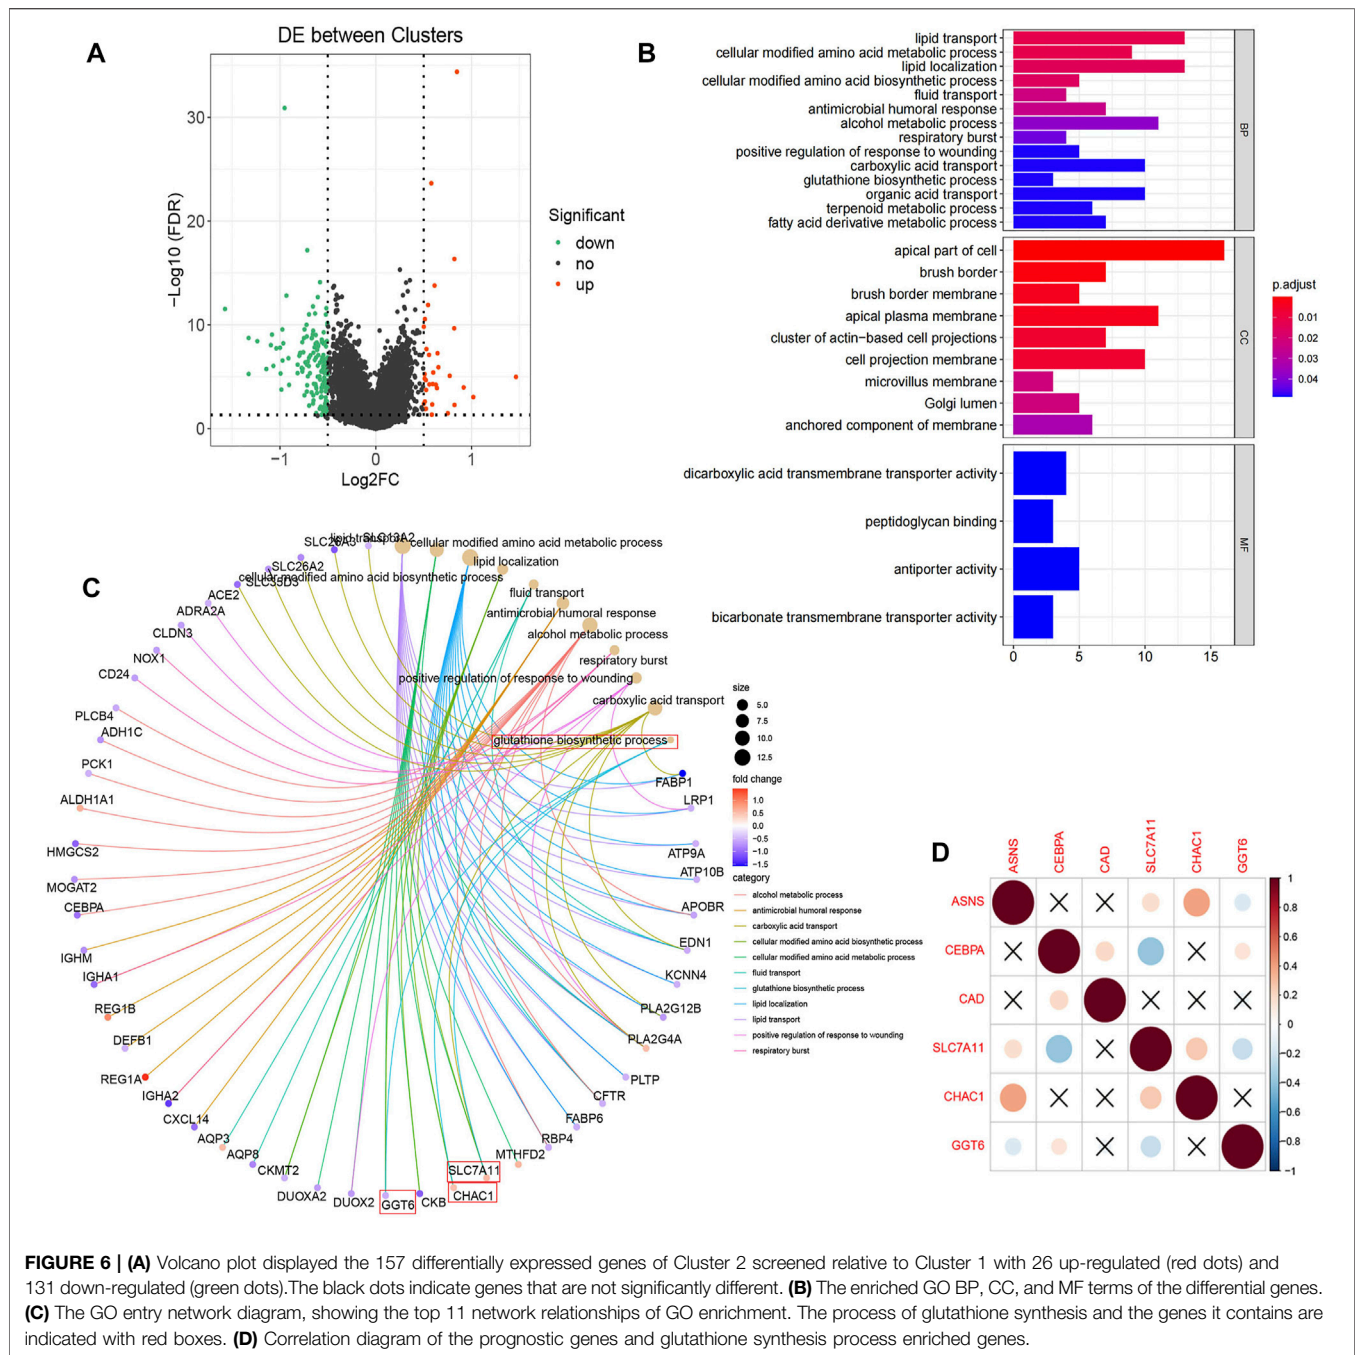 A
DE between Clusters
−Log10 (FDR)
30
20
10
0
−1
0
1
Log2FC
Significant
down
no
up
B
lipid transport
cellular modified amino acid metabolic process
lipid localization
cellular modified amino acid biosynthetic process
fluid transport
antimicrobial humoral response
alcohol metabolic process
respiratory burst
positive regulation of response to wounding
carboxylic acid transport
glutathione biosynthetic process
organic acid transport
terpenoid metabolic process
fatty acid derivative metabolic process
BP
apical part of cell
brush border
brush border membrane
apical plasma membrane
cluster of actin-based cell projections
cell projection membrane
microvillus membrane
Golgi lumen
anchored component of membrane
CC
dicarboxylic acid transmembrane transporter activity
peptidoglycan binding
antiporter activity
bicarbonate transmembrane transporter activity
MF
0
5
10
15
p.adjust
0.01
0.02
0.03
0.04
C
lipid transport
SLC13A2
cellular modified amino acid metabolic process
SLC26A3
lipid localization
SLC26A2
cellular modified amino acid biosynthetic process
SLC35D3
fluid transport
ACE2
antimicrobial humoral response
ADRA2A
alcohol metabolic process
CLDN3
respiratory burst
NOX1
positive regulation of response to wounding
CD24
carboxylic acid transport
PLCB4
glutathione biosynthetic process
ADH1C
PCK1
ALDH1A1
HMGCS2
MOGAT2
CEBPA
IGHM
IGHA1
REG1B
DEFB1
REG1A
IGHA2
CXCL14
AQP3
AQP8
CKMT2
DUOXA2
DUOX2
GGT6
CKB
CHAC1
SLC7A11
MTHFD2
RBP4
FABP6
CFTR
PLTP
PLA2G4A
PLA2G12B
KCNN4
EDN1
APOBR
ATP10B
ATP9A
LRP1
FABP1
size
5.0
7.5
10.0
12.5
fold change
1.0
0.5
0.0
−0.5
−1.0
−1.5
category
alcohol metabolic process
antimicrobial humoral response
carboxylic acid transport
cellular modified amino acid biosynthetic process
cellular modified amino acid metabolic process
fluid transport
glutathione biosynthetic process
lipid localization
lipid transport
positive regulation of response to wounding
respiratory burst
D
ASNS
CEBPA
CAD
SLC7A11
CHAC1
GGT6
ASNS
CEBPA
CAD
SLC7A11
CHAC1
GGT6
1
0.8
0.6
0.4
0.2
0
−0.2
−0.4
−0.6
−0.8
−1
FIGURE 6 | (A) Volcano plot displayed the 157 differentially expressed genes of Cluster 2 screened relative to Cluster 1 with 26 up-regulated (red dots) and
131 down-regulated (green dots).The black dots indicate genes that are not significantly different. (B) The enriched GO BP, CC, and MF terms of the differential genes.
(C) The GO entry network diagram, showing the top 11 network relationships of GO enrichment. The process of glutathione synthesis and the genes it contains are
indicated with red boxes. (D) Correlation diagram of the prognostic genes and glutathione synthesis process enriched genes.